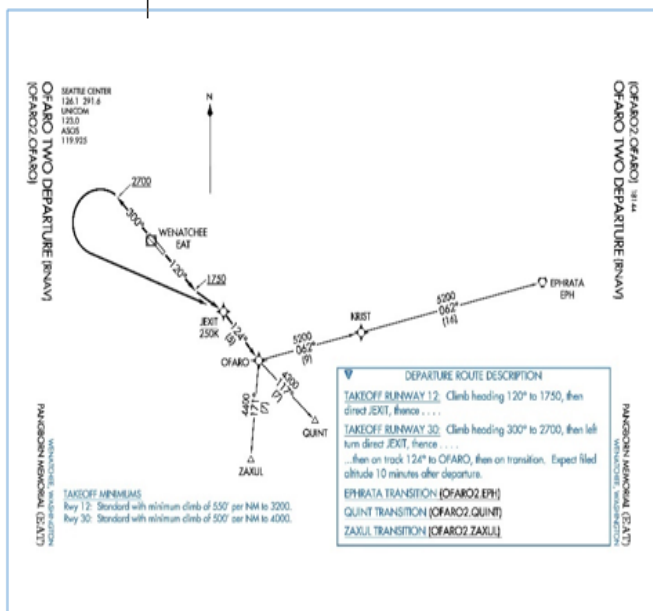 SEATTLE CENTER
126.1 291.6
UNICOM
123.0
ASOS
119.925
OFARO TWO DEPARTURE (RNAV)
(OFARO2.OFARO)
PANGBORN MEMORIAL (EAT)
WENATCHEE, WASHINGTON
(OFARO2.OFARO) 18144
OFARO TWO DEPARTURE (RNAV)
PANGBORN MEMORIAL (EAT)
WENATCHEE, WASHINGTON
N
2700
300°
WENATCHEE
EAT
120°
1750
JEXIT
250K
124°
(5)
OFARO
5200
062°
(9)
KRIST
5200
062°
(16)
EPHRATA
EPH
4300
117°
(7)
QUINT
4400
171°
(7)
ZAXUL
TAKEOFF MINIMUMS
Rwy 12: Standard with minimum climb of 550' per NM to 3200.
Rwy 30: Standard with minimum climb of 500' per NM to 4000.
DEPARTURE ROUTE DESCRIPTION
TAKEOFF RUNWAY 12: Climb heading 120° to 1750, then
direct JEXIT, thence . . . .
TAKEOFF RUNWAY 30: Climb heading 300° to 2700, then left
turn direct JEXIT, thence . . . .
...then on track 124° to OFARO, then on transition. Expect filed
altitude 10 minutes after departure.
EPHRATA TRANSITION (OFARO2.EPH)
QUINT TRANSITION (OFARO2.QUINT)
ZAXUL TRANSITION (OFARO2.ZAXUL)